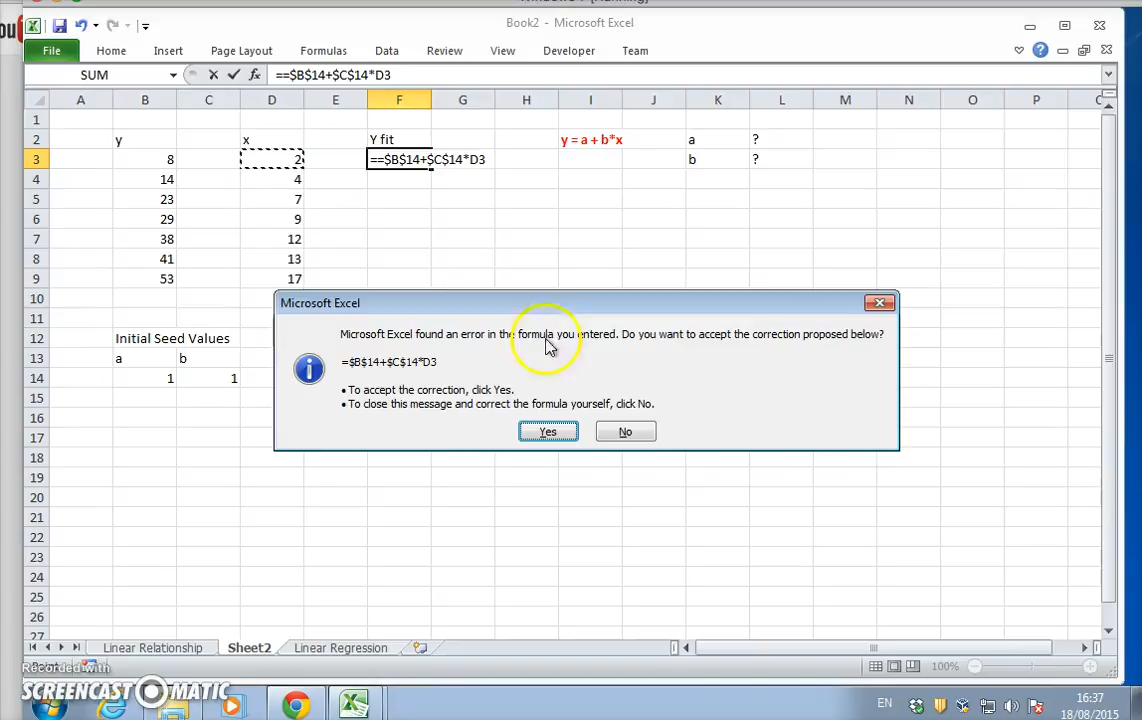 Book2 - Microsoft Excel
File Home Insert Page Layout Formulas Data Review View Developer Team
SUM fx ==$B$14+$C$14*D3
A B C D E F G H I J K L M N O P
1
2 y x Y fit y = a + b*x a ?
3 8 2 ==$B$14+$C$14*D3 b ?
4 14 4
5 23 7
6 29 9
7 38 12
8 41 13
9 53 17
10
11
12 Initial Seed Values
13 a b
14 1 1
15
16
17
18
19
20
21
22
23
24
25
26
27
Microsoft Excel
Microsoft Excel found an error in the formula you entered. Do you want to accept the correction proposed below?
=$B$14+$C$14*D3
• To accept the correction, click Yes.
• To close this message and correct the formula yourself, click No.
Yes No
Linear Relationship Sheet2 Linear Regression
100%
Recorded with
SCREENCAST MATIC
EN 16:37
18/08/2015